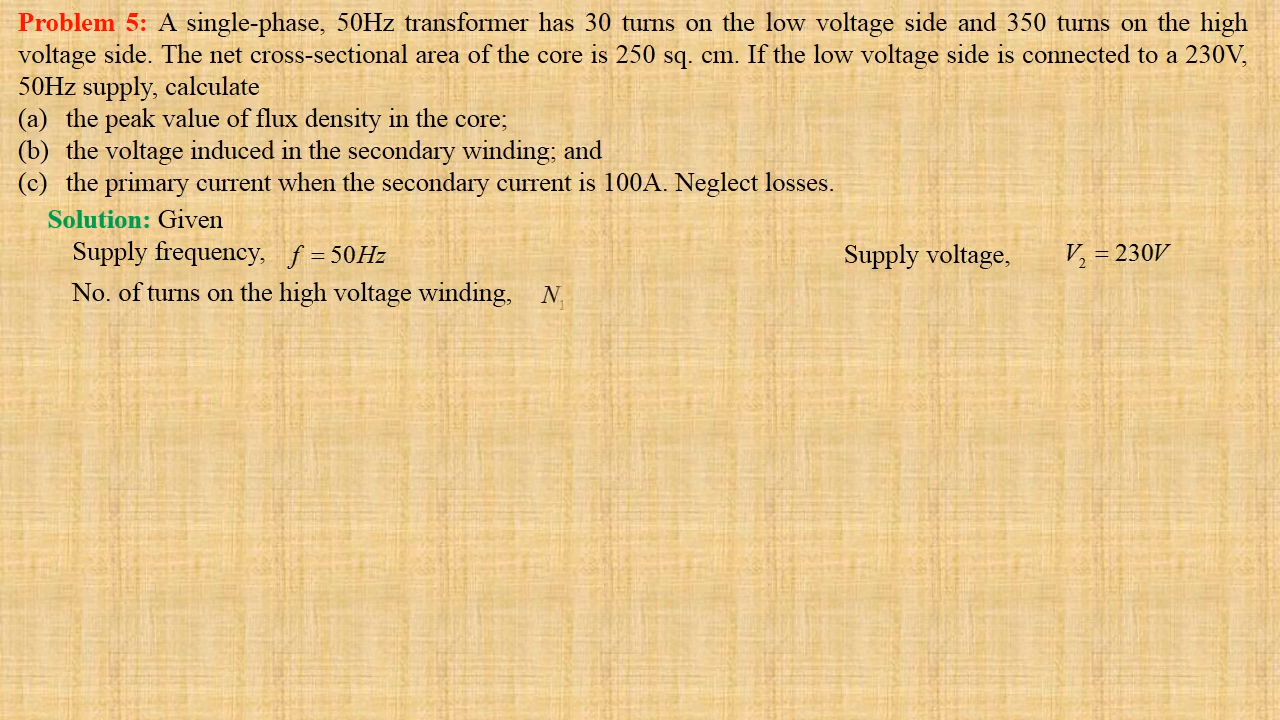 Problem 5: A single-phase, 50Hz transformer has 30 turns on the low voltage side and 350 turns on the high
voltage side. The net cross-sectional area of the core is 250 sq. cm. If the low voltage side is connected to a 230V,
50Hz supply, calculate
(a) the peak value of flux density in the core;
(b) the voltage induced in the secondary winding; and
(c) the primary current when the secondary current is 100A. Neglect losses.
Solution: Given
Supply frequency, f = 50Hz Supply voltage, V₂ = 230V
No. of turns on the high voltage winding, N₁